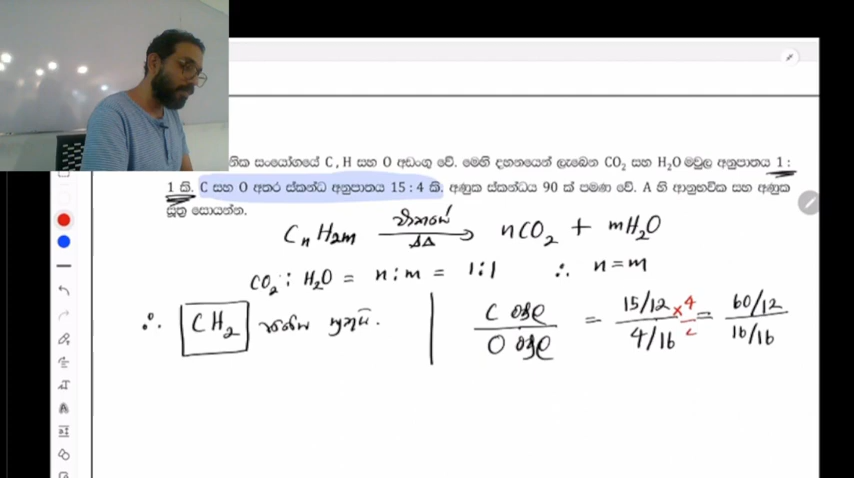 නික සංයෝගයේ C, H සහ O අඩංගු වේ. මෙහි දහනයෙන් ලැබෙන CO₂ සහ H₂O මවුල අනුපාතය 1 :
1 කි. C සහ O අතර ස්කන්ධ අනුපාතය 15 : 4 කි. අණුක ස්කන්ධය 90 ක් පමණ වේ. A හි ආනුභවික සහ අණුක
සූත්‍ර සොයන්න.
CₙH₂ₘ → nCO₂ + mH₂O
CO₂ : H₂O = n : m = 1:1 ∴ n = m
∴ CH₂
C මවුල / O මවුල = 15/12 / 4/16 × 4 / = 60/12 / 16/16